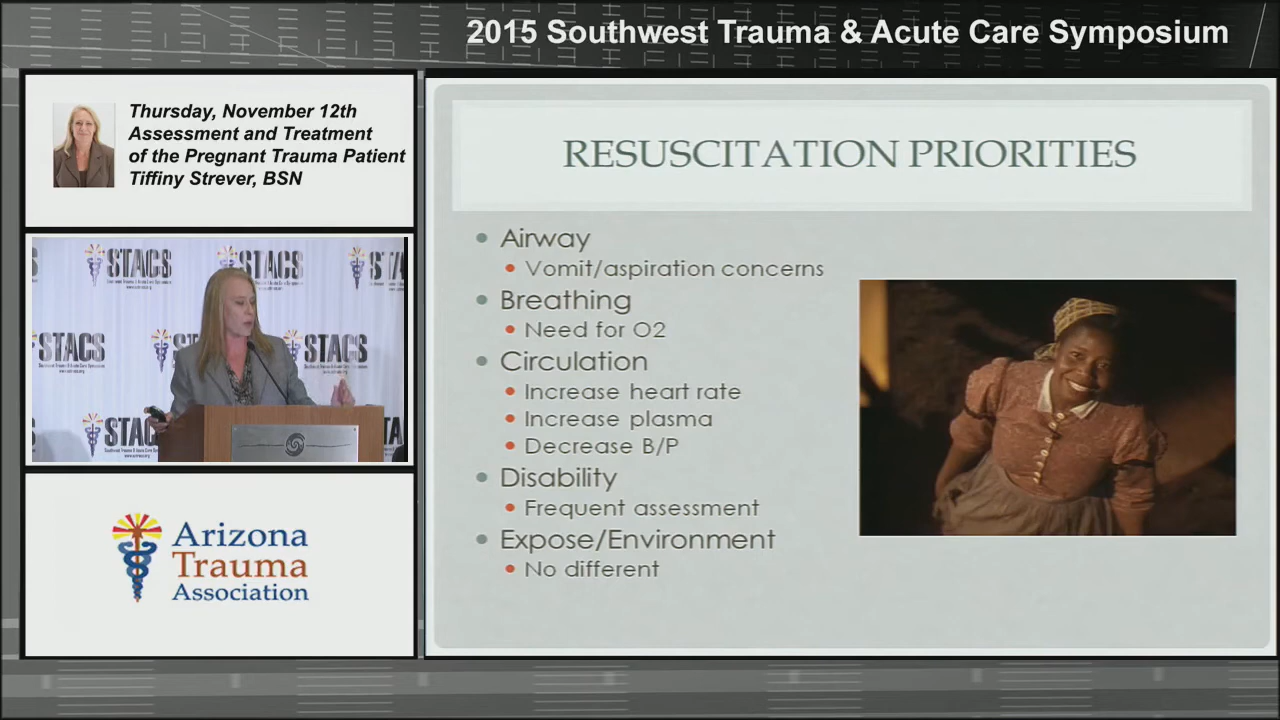 2015 Southwest Trauma & Acute Care Symposium
Thursday, November 12th
Assessment and Treatment
of the Pregnant Trauma Patient
Tiffiny Strever, BSN
STACS
STACS
STACS
STACS
STACS
Arizona
Trauma
Association
RESUSCITATION PRIORITIES
• Airway
• Vomit/aspiration concerns
• Breathing
• Need for O2
• Circulation
• Increase heart rate
• Increase plasma
• Decrease B/P
• Disability
• Frequent assessment
• Expose/Environment
• No different